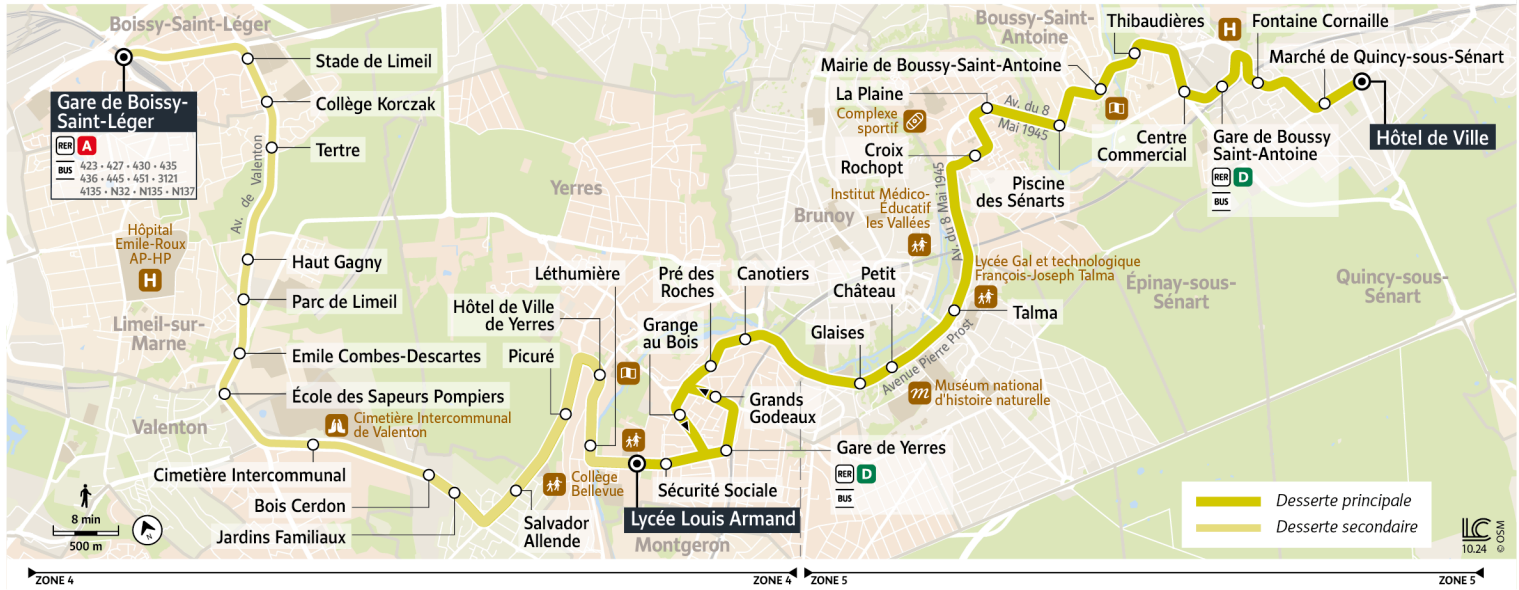 Boissy-Saint-Léger
Gare de Boissy-
Saint-Léger
RER A
BUS
423 • 427 • 430 • 435
436 • 445 • 451 • 3121
4135 • N32 • N135 • N137
Stade de Limeil
Collège Korczak
Tertre
Av. de Valenton
Hôpital
Emile-Roux
AP-HP
H
Haut Gagny
Parc de Limeil
Limeil-sur-
Marne
Emile Combes-Descartes
École des Sapeurs Pompiers
Valenton
Cimetière Intercommunal
de Valenton
Cimetière Intercommunal
Bois Cerdon
Jardins Familiaux
8 min
500 m
N
Salvador
Allende
Collège
Bellevue
Picuré
Hôtel de Ville
de Yerres
Léthumière
Yerres
Lycée Louis Armand
Montgeron
Sécurité Sociale
Grange
au Bois
Pré des
Roches
Canotiers
Grands
Godeaux
Gare de Yerres
RER D
BUS
Glaises
Petit
Château
Avenue Pierre Prost
Muséum national
d'histoire naturelle
m
Talma
Lycée Gal et technologique
François-Joseph Talma
Institut Médico-
Éducatif
les Vallées
Av. du 8 Mai 1945
Brunoy
Croix
Rochopt
Complexe
sportif
La Plaine
Av. du 8
Mai 1945
Piscine
des Sénarts
Mairie de Boussy-Saint-Antoine
Boussy-Saint-
Antoine
Thibaudières
Centre
Commercial
Gare de Boussy
Saint-Antoine
RER D
BUS
H
Fontaine Cornaille
Marché de Quincy-sous-Sénart
Hôtel de Ville
Épinay-sous-
Sénart
Quincy-sous-
Sénart
Desserte principale
Desserte secondaire
LC
10.24
© OSM
ZONE 4
ZONE 4
ZONE 5
ZONE 5